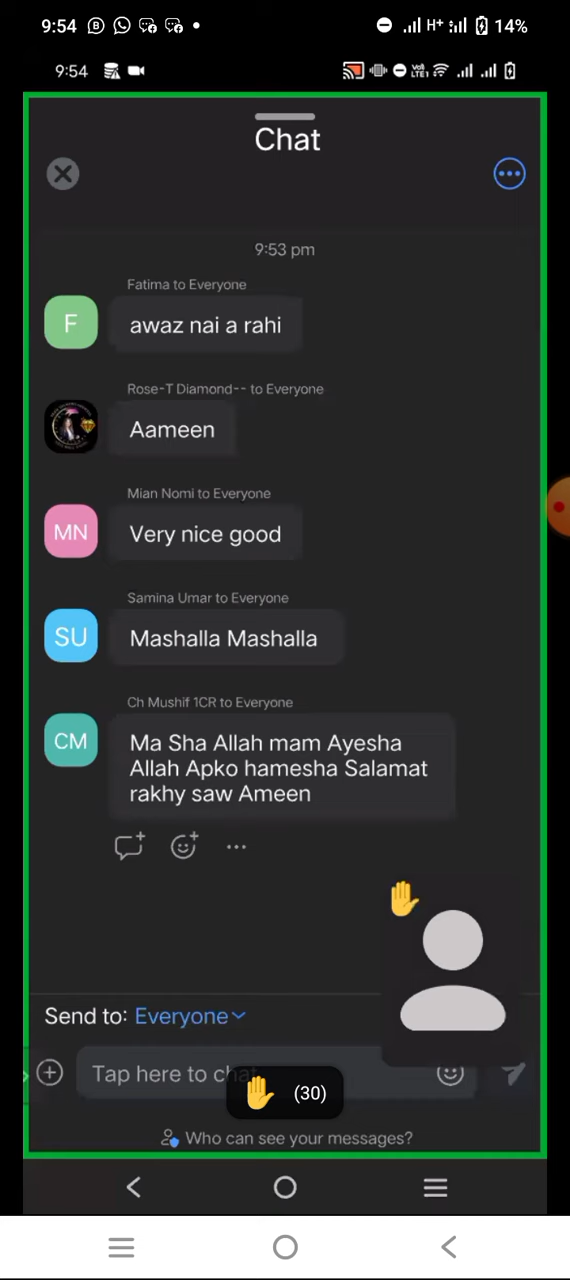 9:54
H+
14%
9:54
Chat
9:53 pm
Fatima to Everyone
F
awaz nai a rahi
Rose-T Diamond-- to Everyone
Aameen
Mian Nomi to Everyone
MN
Very nice good
Samina Umar to Everyone
SU
Mashalla Mashalla
Ch Mushif 1CR to Everyone
CM
Ma Sha Allah mam Ayesha
Allah Apko hamesha Salamat
rakhy saw Ameen
Send to: Everyone
Tap here to chat
(30)
Who can see your messages?